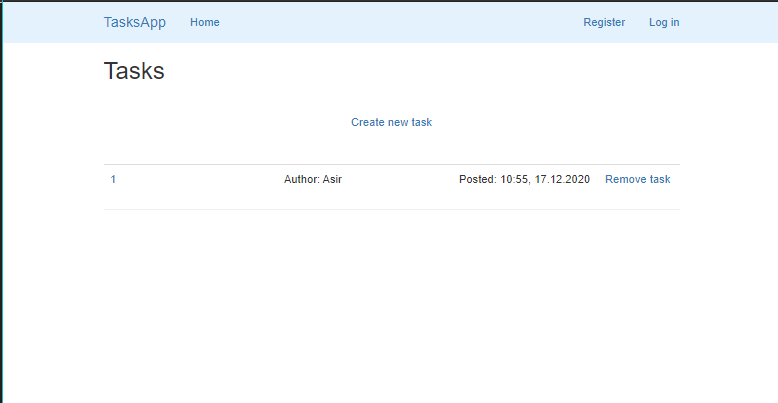 TasksApp Home Register Log in
Tasks
Create new task
1 Author: Asir Posted: 10:55, 17.12.2020 Remove task